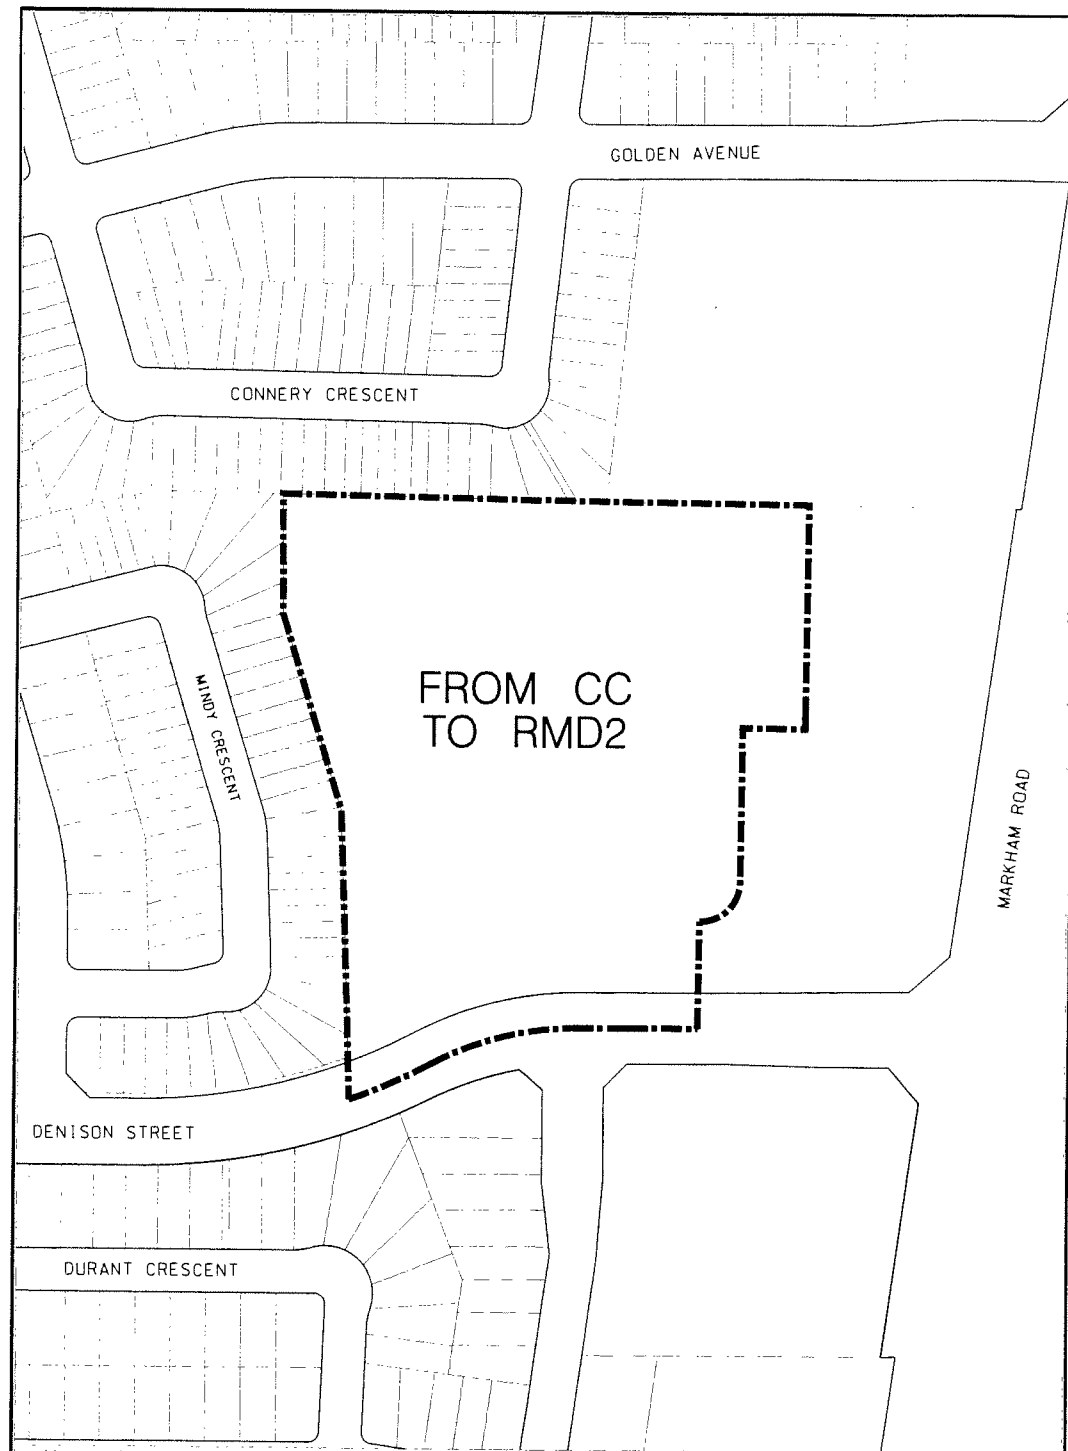 GOLDEN AVENUE
CONNERY CRESCENT
MINDY CRESCENT
FROM CC
TO RMD2
MARKHAM ROAD
DENISON STREET
DURANT CRESCENT